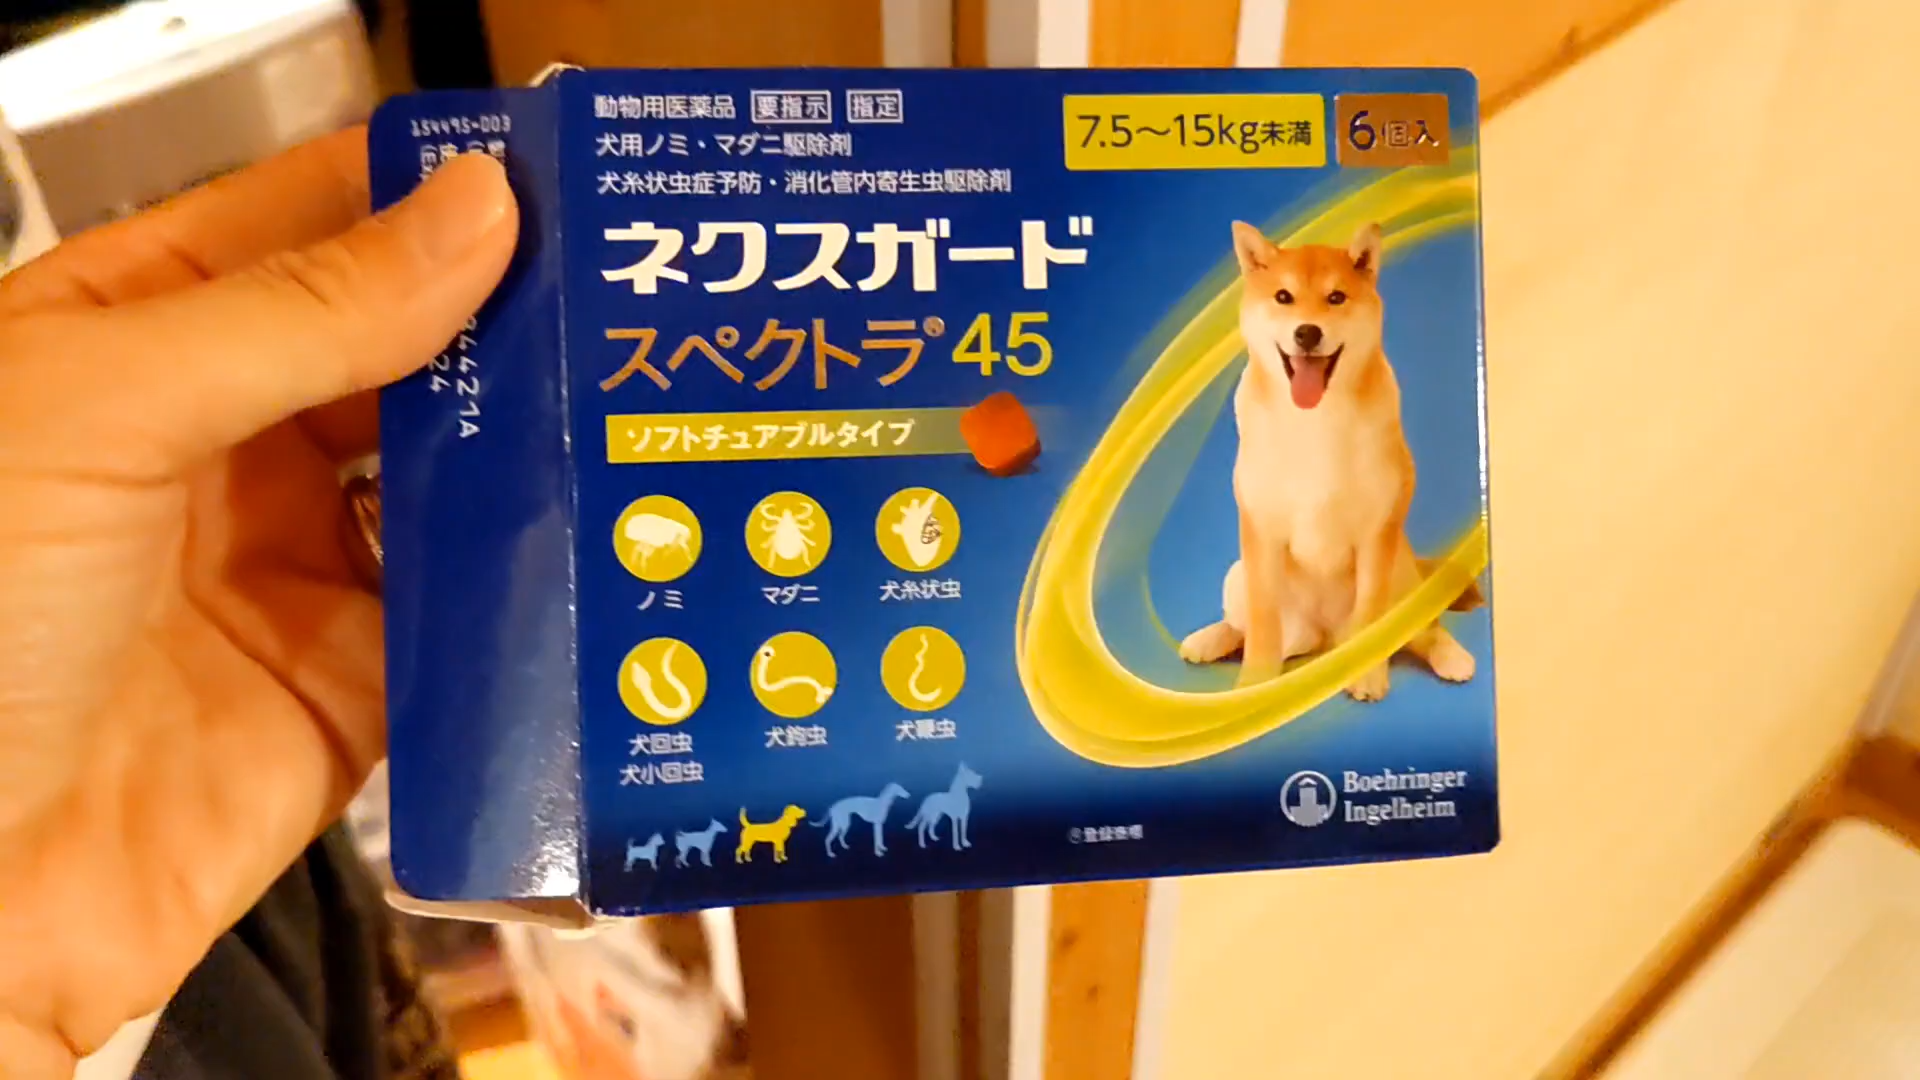 動物用医薬品 要指示 指定
犬用ノミ・マダニ駆除剤
犬糸状虫症予防・消化管内寄生虫駆除剤
7.5～15kg未満
6個入
ネクスガード
スペクトラ® 45
ソフトチュアブルタイプ
ノミ
マダニ
犬糸状虫
犬回虫
犬小回虫
犬鉤虫
犬鞭虫
Boehringer
Ingelheim
154495-003